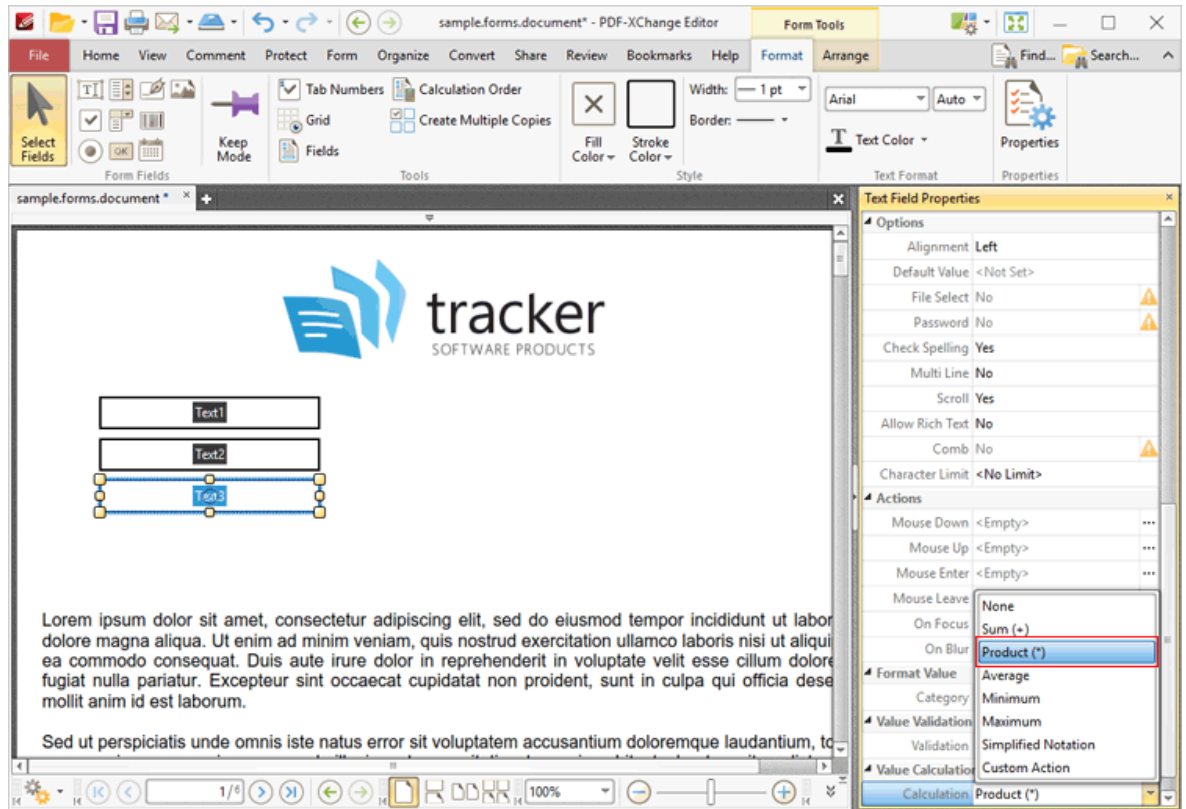 sample.forms.document* - PDF-XChange Editor
Form Tools
File Home View Comment Protect Form Organize Convert Share Review Bookmarks Help Format Arrange Find... Search...
Select Fields
OK
Form Fields
Keep Mode
Tab Numbers
Grid
Fields
Calculation Order
Create Multiple Copies
Tools
Fill Color
Stroke Color
Width: 1 pt
Border:
Style
Arial Auto
Text Color
Text Format
Properties
Properties
sample.forms.document *
tracker
SOFTWARE PRODUCTS
Text1
Text2
Text3
Lorem ipsum dolor sit amet, consectetur adipiscing elit, sed do eiusmod tempor incididunt ut labor
dolore magna aliqua. Ut enim ad minim veniam, quis nostrud exercitation ullamco laboris nisi ut aliqui
ea commodo consequat. Duis aute irure dolor in reprehenderit in voluptate velit esse cillum dolore
fugiat nulla pariatur. Excepteur sint occaecat cupidatat non proident, sunt in culpa qui officia dese
mollit anim id est laborum.
Sed ut perspiciatis unde omnis iste natus error sit voluptatem accusantium doloremque laudantium, to
1/6
100%
Text Field Properties
Options
Alignment Left
Default Value <Not Set>
File Select No
Password No
Check Spelling Yes
Multi Line No
Scroll Yes
Allow Rich Text No
Comb No
Character Limit <No Limit>
Actions
Mouse Down <Empty>
Mouse Up <Empty>
Mouse Enter <Empty>
Mouse Leave
On Focus
On Blur
Format Value
Category
Value Validation
Validation
Value Calculation
Calculation Product (*)
None
Sum (+)
Product (*)
Average
Minimum
Maximum
Simplified Notation
Custom Action